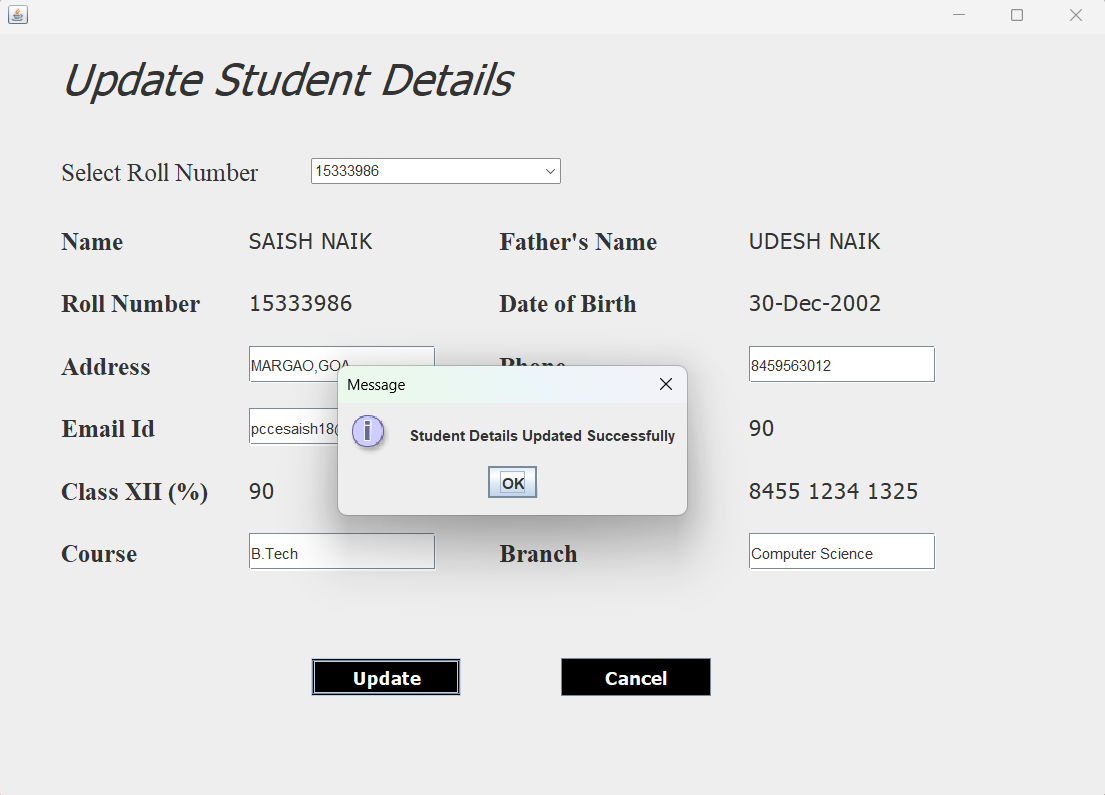 Update Student Details
Select Roll Number 15333986
Name SAISH NAIK Father's Name UDESH NAIK
Roll Number 15333986 Date of Birth 30-Dec-2002
Address MARGAO,GOA Phone 8459563012
Message
Email Id pccesaish18@ 90
Student Details Updated Successfully
OK
Class XII (%) 90 8455 1234 1325
Course B.Tech Branch Computer Science
Update Cancel